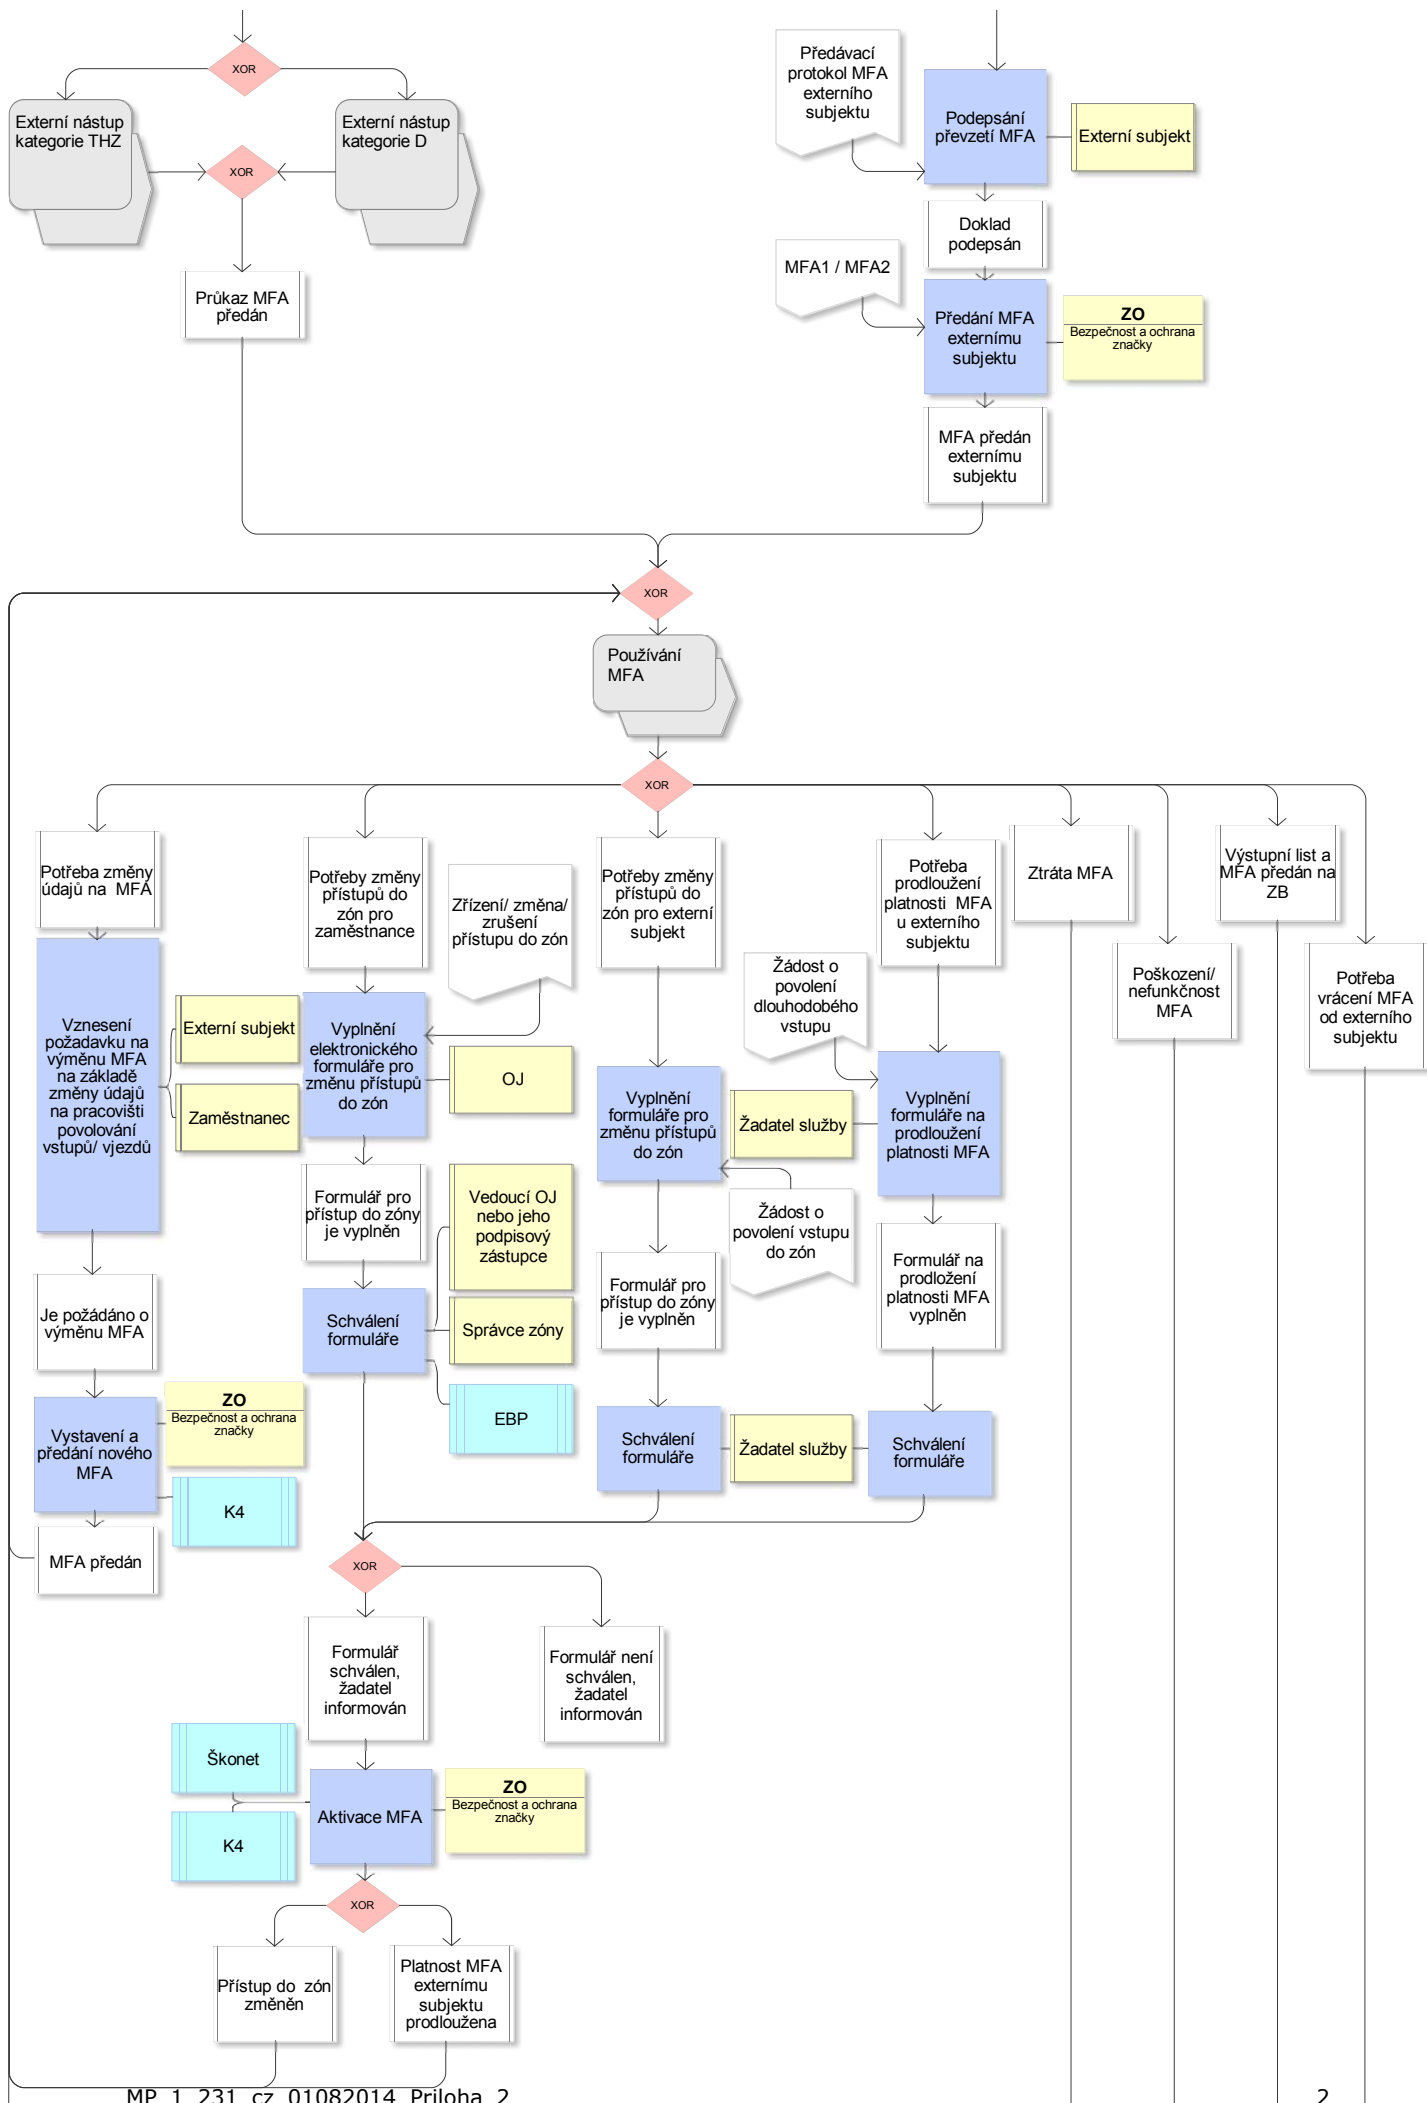 XOR
Externí nástup
kategorie THZ
Externí nástup
kategorie D
XOR
Průkaz MFA
předán
Předávací
protokol MFA
externího
subjektu
Podepsání
převzetí MFA
Externí subjekt
Doklad
podepsán
MFA1 / MFA2
Předání MFA
externímu
subjektu
ZO
Bezpečnost a ochrana
značky
MFA předán
externímu
subjektu
XOR
Používání
MFA
XOR
Potřeba změny
údajů na  MFA
Potřeby změny
přístupů do
zón pro
zaměstnance
Zřízení/ změna/
zrušení
přístupu do zón
Potřeby změny
přístupů do
zón pro externí
subjekt
Potřeba
prodloužení
platnosti  MFA
u externího
subjektu
Ztráta MFA
Výstupní list a
MFA předán na
ZB
Poškození/
nefunkčnost
MFA
Potřeba
vrácení MFA
od externího
subjektu
Žádost o
povolení
dlouhodobého
vstupu
Vznesení
požadavku na
výměnu MFA
na základě
změny údajů
na pracovišti
povolování
vstupů/ vjezdů
Externí subjekt
Zaměstnanec
Vyplnění
elektronického
formuláře pro
změnu přístupů
do zón
OJ
Vyplnění
formuláře pro
změnu přístupů
do zón
Žadatel služby
Vyplnění
formuláře na
prodloužení
platnosti MFA
Formulář pro
přístup do zóny
je vyplněn
Vedoucí OJ
nebo jeho
podpisový
zástupce
Žádost o
povolení vstupu
do zón
Formulář na
prodložení
platnosti MFA
vyplněn
Je požádáno o
výměnu MFA
Schválení
formuláře
Správce zóny
Formulář pro
přístup do zóny
je vyplněn
EBP
Vystavení a
předání nového
MFA
ZO
Bezpečnost a ochrana
značky
K4
Schválení
formuláře
Žadatel služby
Schválení
formuláře
MFA předán
XOR
Formulář
schválen,
žadatel
informován
Formulář není
schválen,
žadatel
informován
Škonet
K4
Aktivace MFA
ZO
Bezpečnost a ochrana
značky
XOR
Přístup do  zón
změněn
Platnost MFA
externímu
subjektu
prodloužena
MP_1_231_cz_01082014_Priloha_2
2